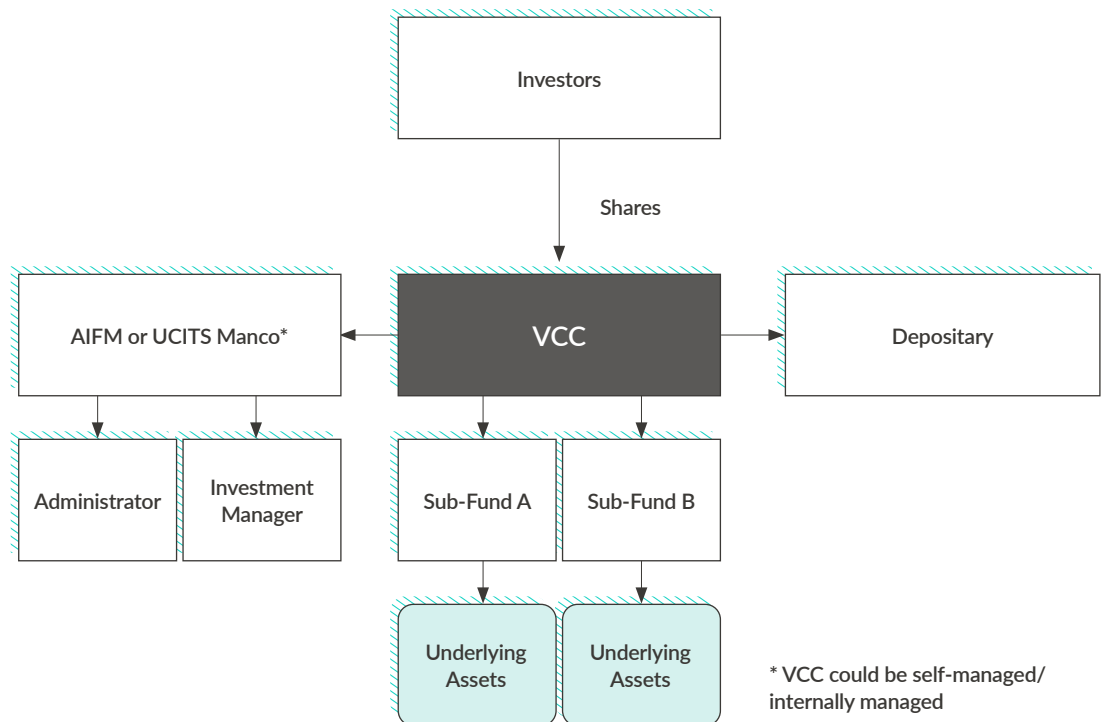 Investors
Shares
AIFM or UCITS Manco*
VCC
Depositary
Administrator
Investment
Manager
Sub-Fund A
Sub-Fund B
Underlying
Assets
Underlying
Assets
* VCC could be self-managed/
internally managed